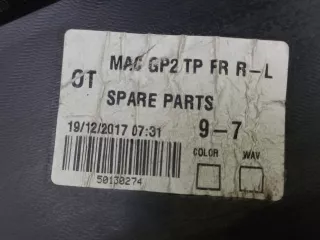 MAC GP2 TP FR R-L
OT
SPARE PARTS
19/12/2017 07:31
9-7
COLOR WAV
50130274